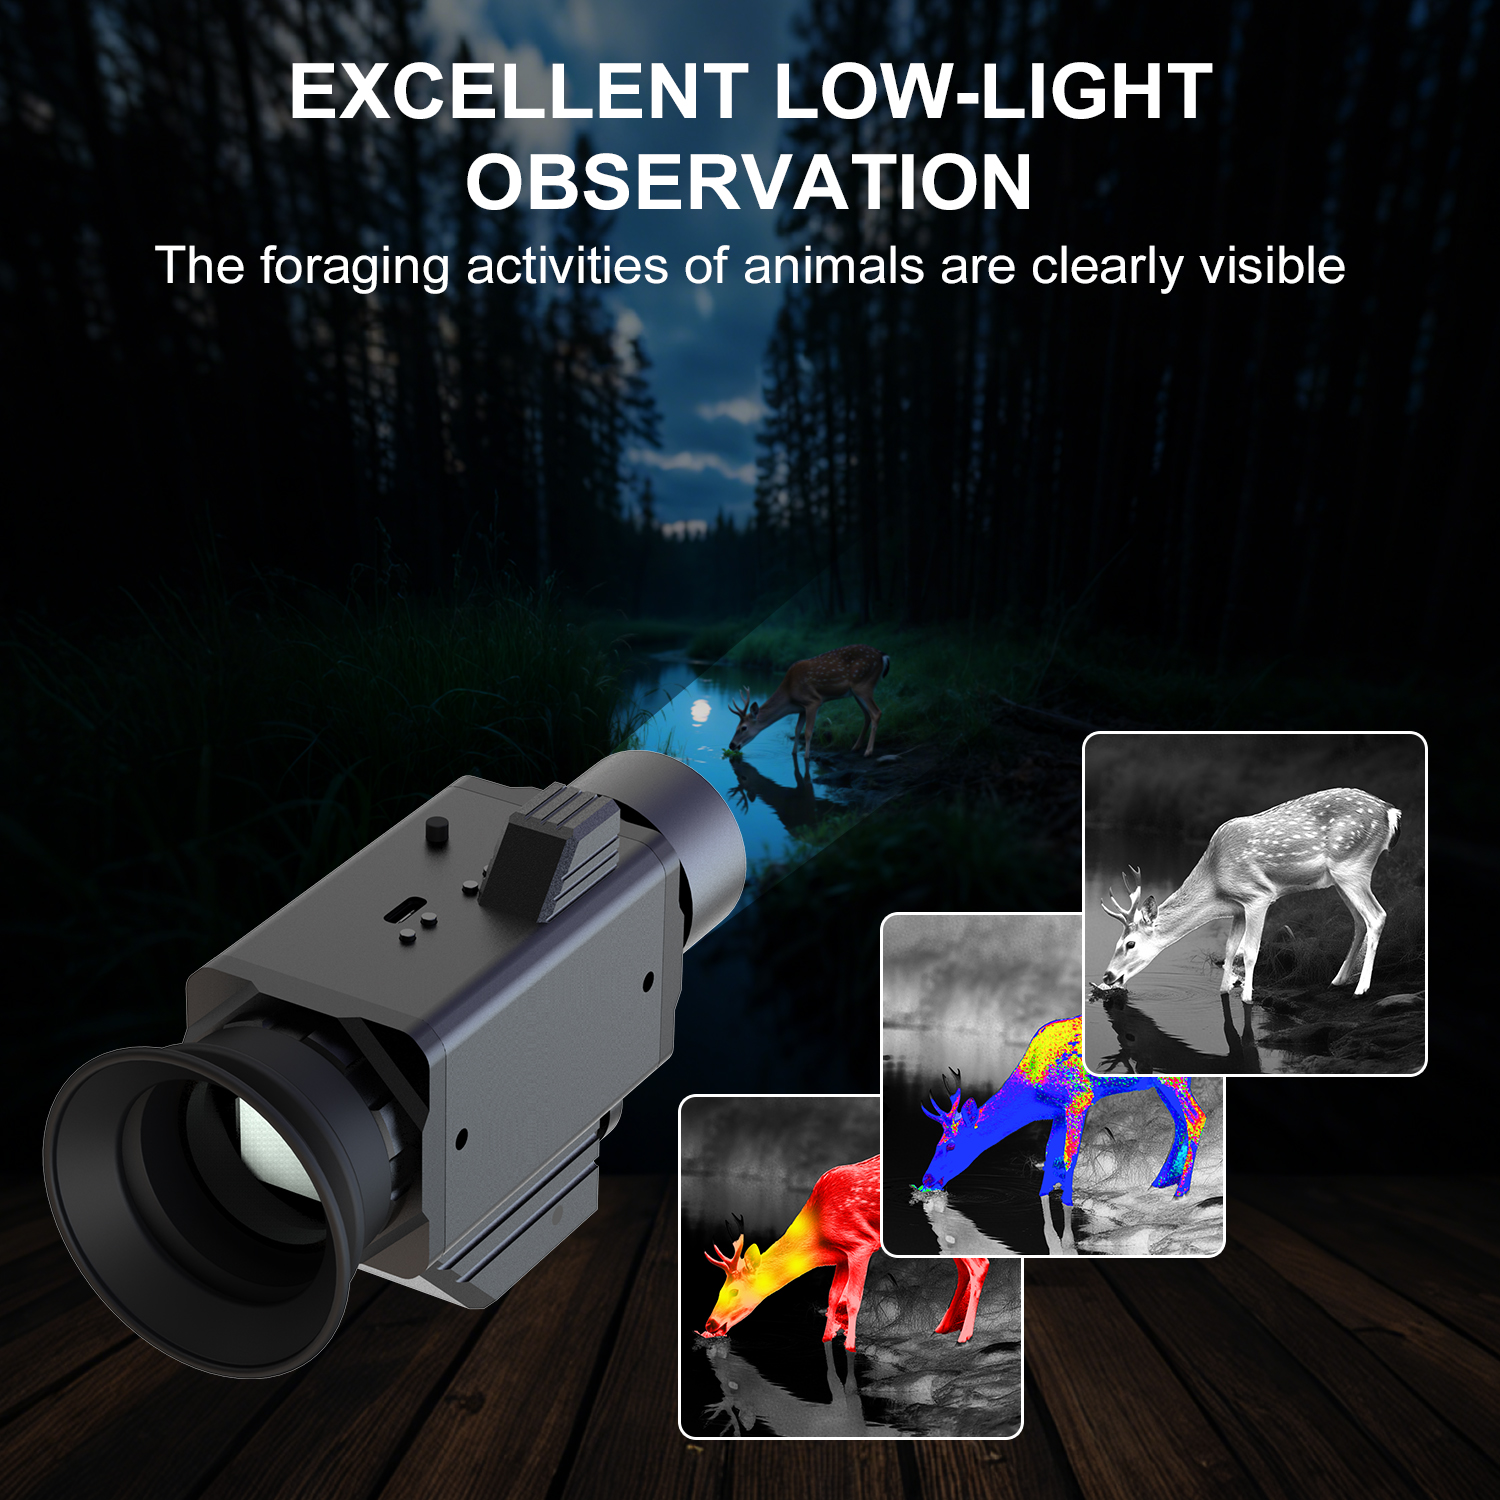 EXCELLENT LOW-LIGHT
OBSERVATION
The foraging activities of animals are clearly visible